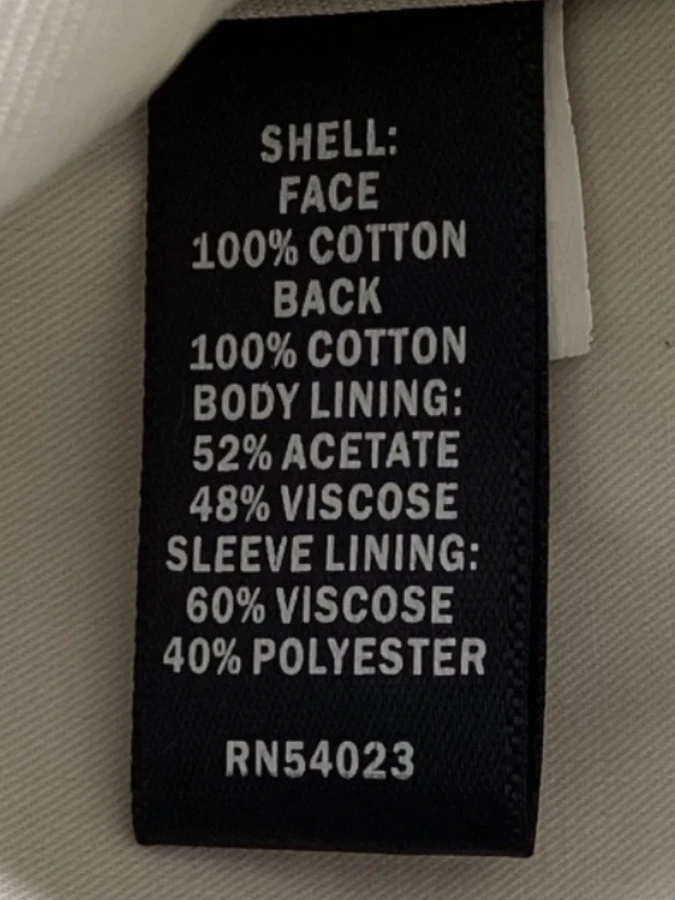 SHELL:
FACE
100% COTTON
BACK
100% COTTON
BODY LINING:
52% ACETATE
48% VISCOSE
SLEEVE LINING:
60% VISCOSE
40% POLYESTER
RN54023